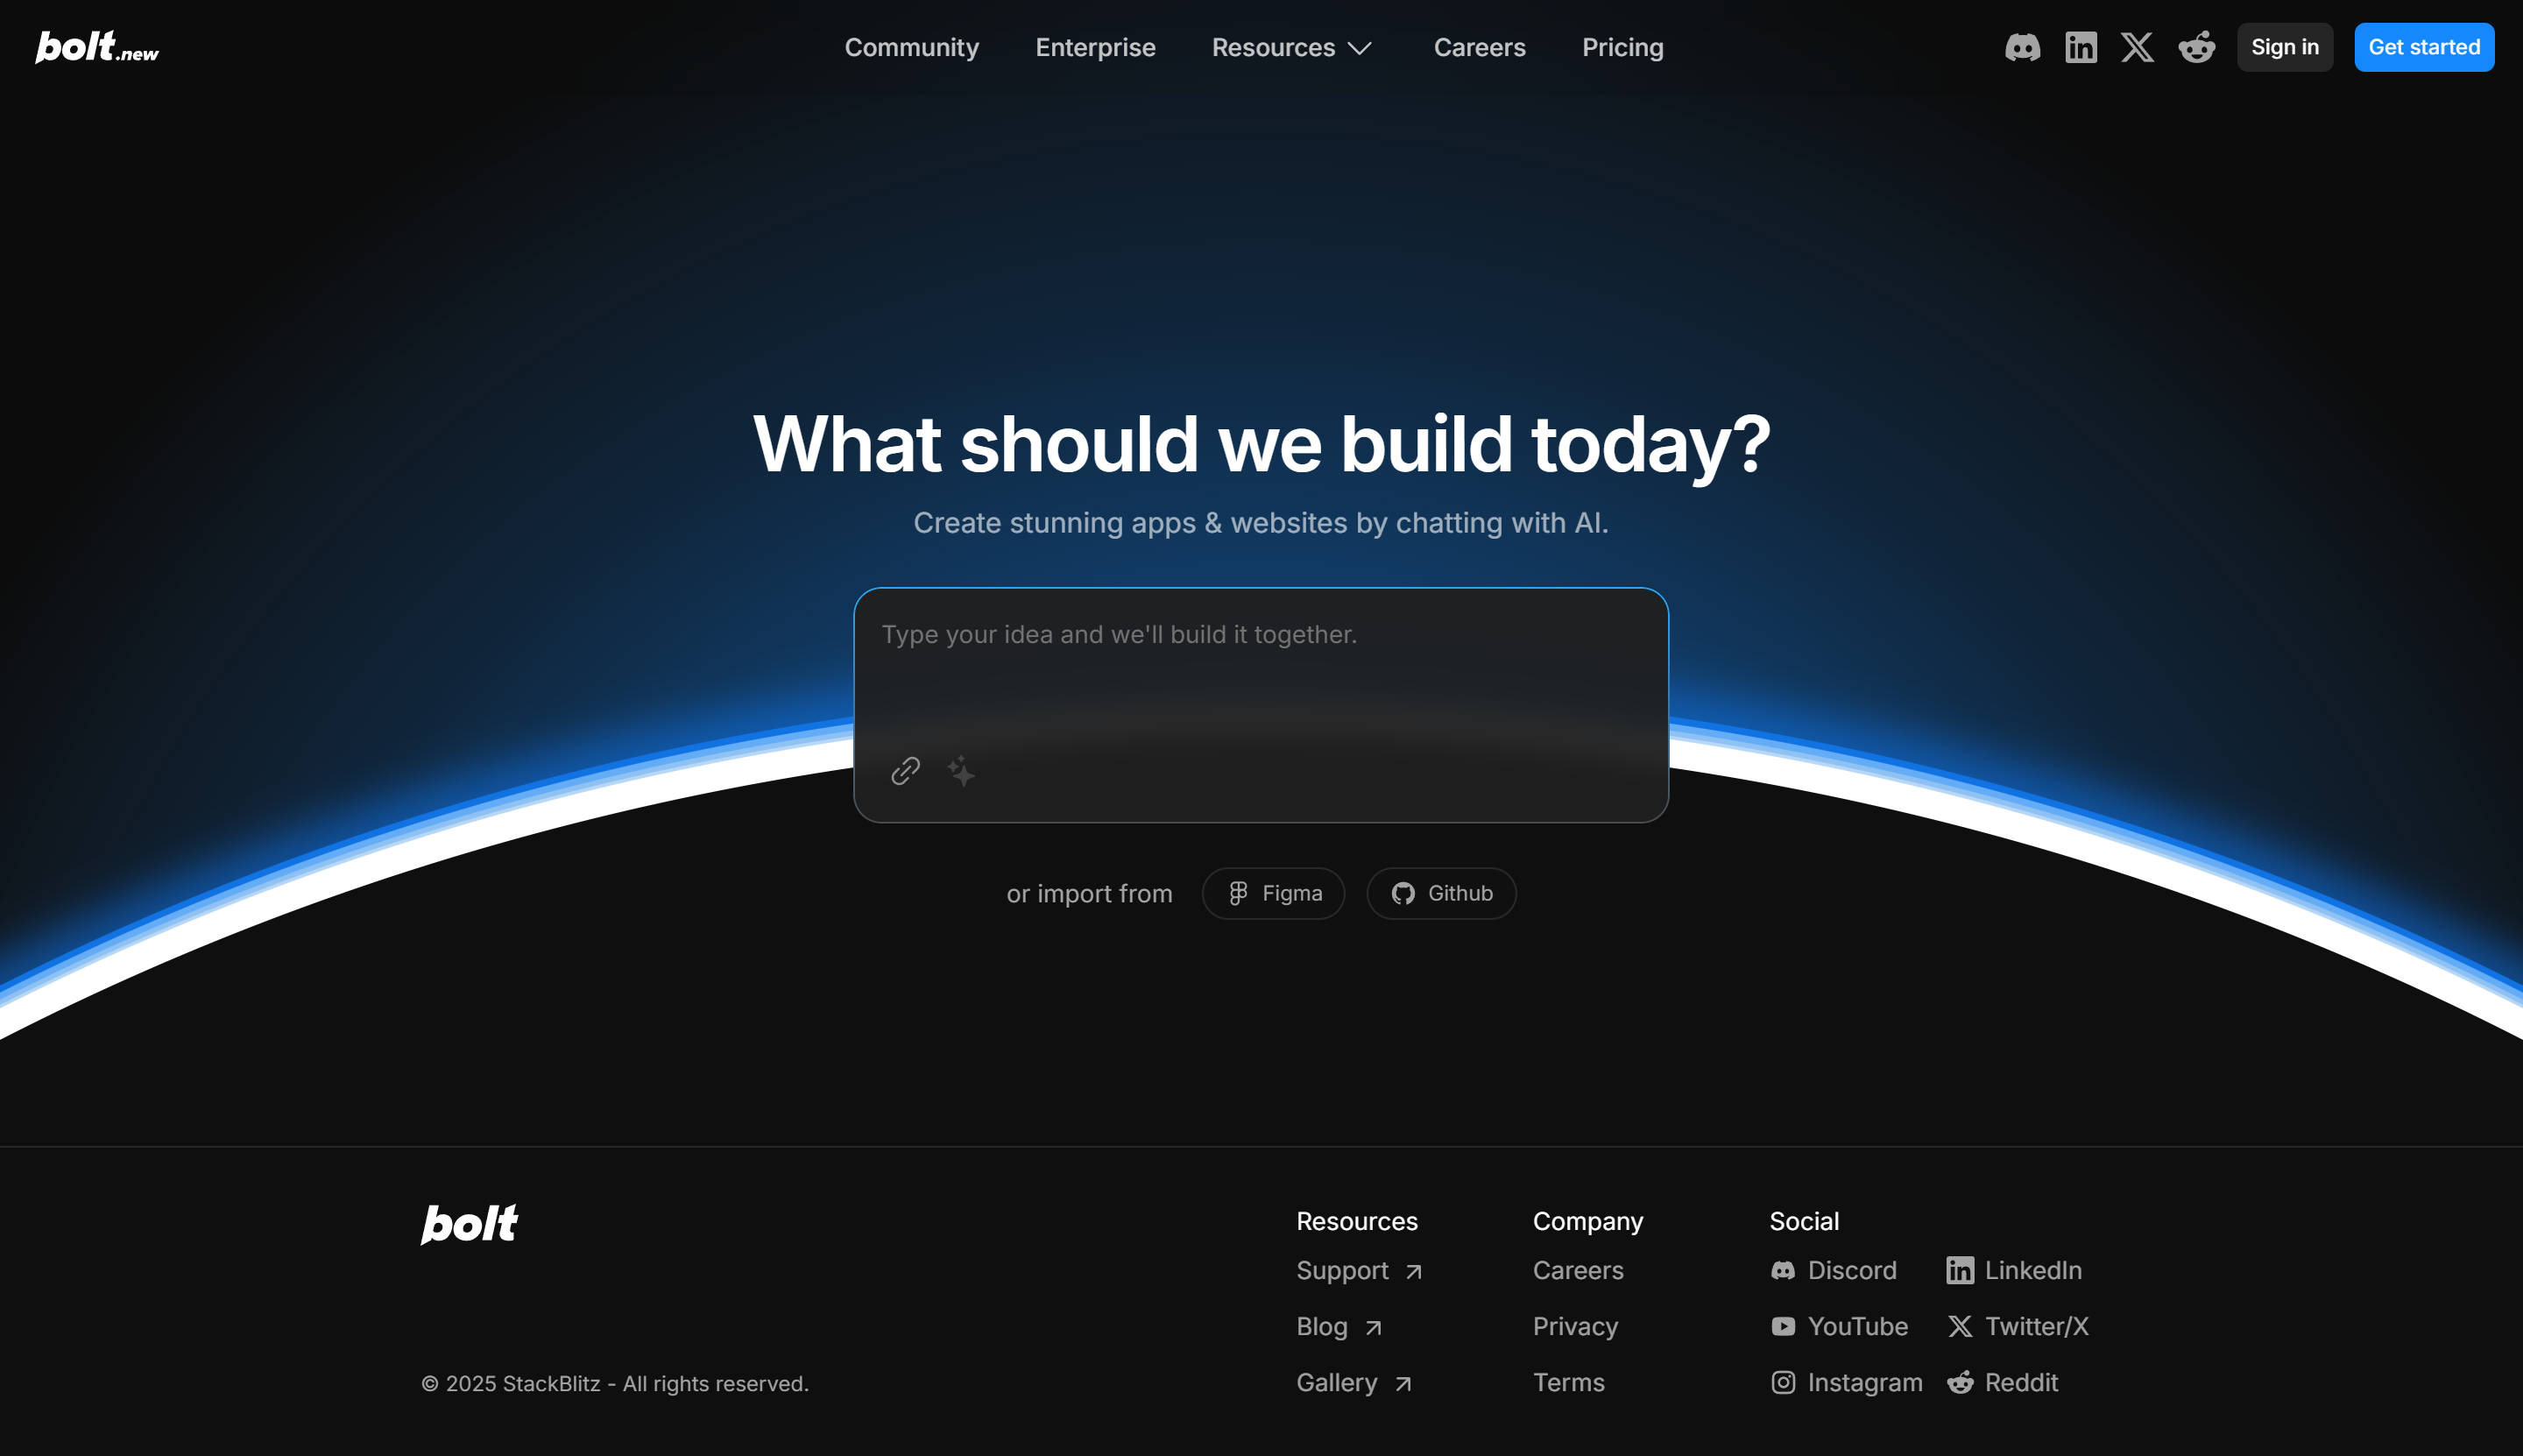 bolt.new
Community Enterprise Resources Careers Pricing
Sign in Get started
What should we build today?
Create stunning apps & websites by chatting with AI.
Type your idea and we'll build it together.
or import from Figma Github
bolt
© 2025 StackBlitz - All rights reserved.
Resources
Support
Blog
Gallery
Company
Careers
Privacy
Terms
Social
Discord LinkedIn
YouTube Twitter/X
Instagram Reddit